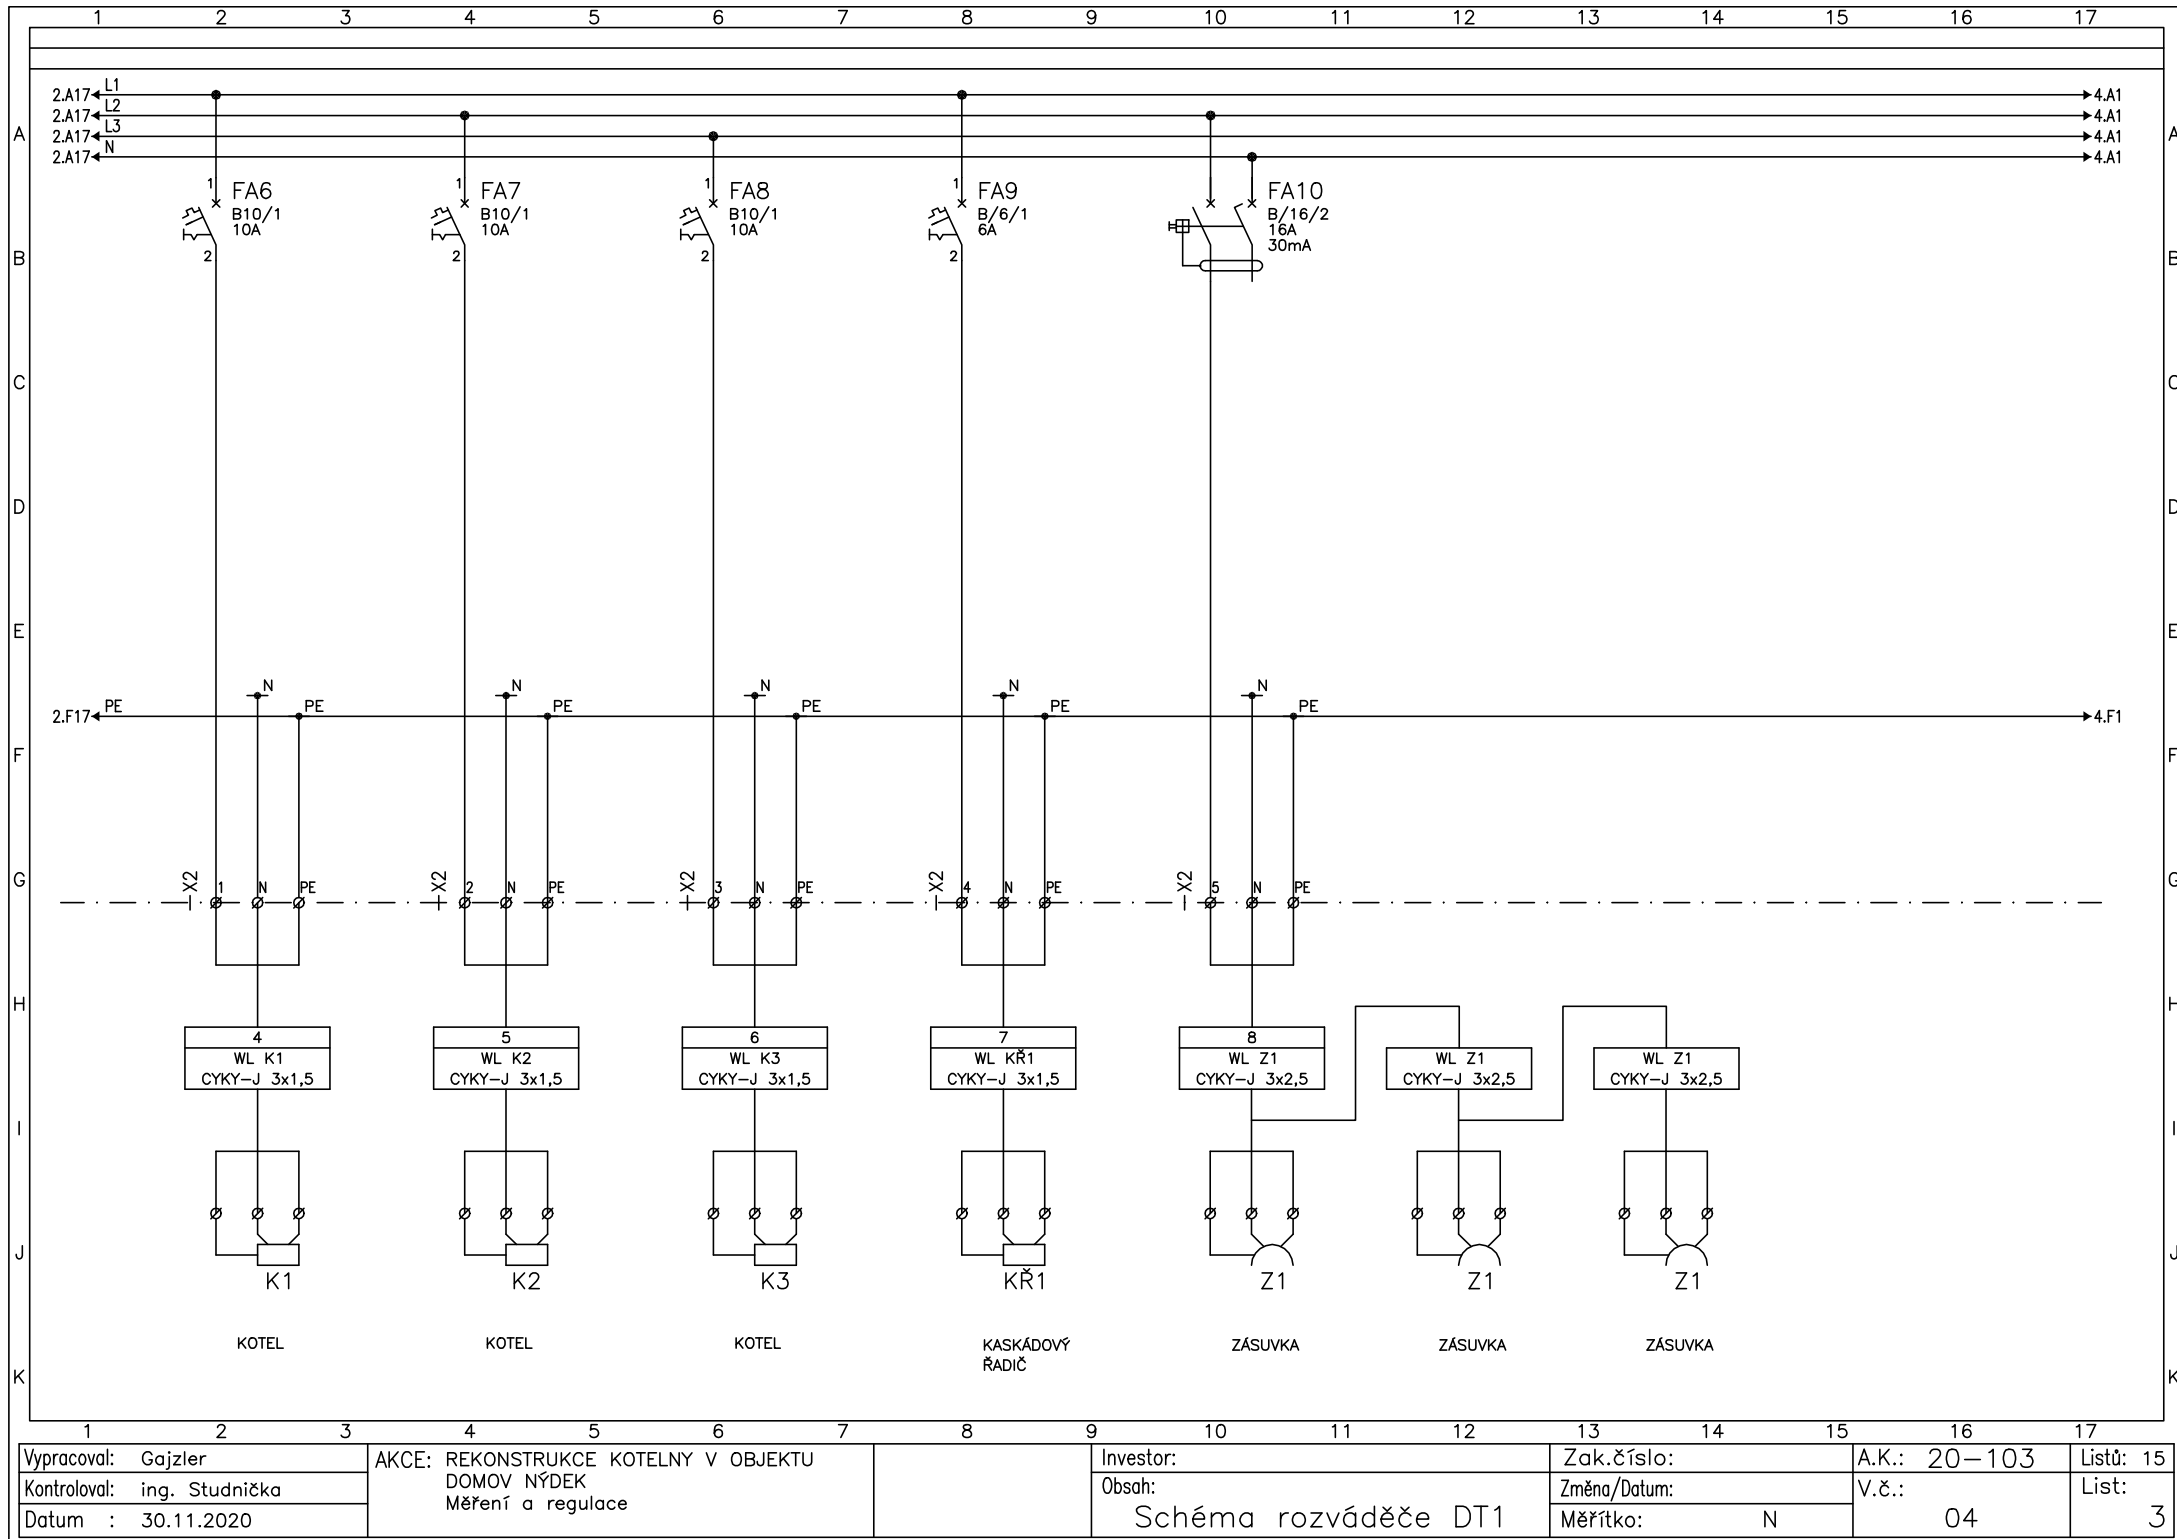 1 2 3 4 5 6 7 8 9 10 11 12 13 14 15 16 17
2.A17 L1 4.A1
2.A17 L2 4.A1
A 2.A17 L3 4.A1 A
2.A17 N 4.A1
1 FA6 1 FA7 1 FA8 1 FA9 FA10
B10/1 B10/1 B10/1 B/6/1 B/16/2
10A 10A 10A 6A 16A
30mA
B 2 2 2 2 B
C C
D D
E E
N N N N N
2.F17 PE PE PE PE PE PE 4.F1
F F
G X2 1 N PE X2 2 N PE X2 3 N PE X2 4 N PE X2 5 N PE G
H H
4 5 6 7 8
WL K1 WL K2 WL K3 WL KŘ1 WL Z1 WL Z1 WL Z1
CYKY-J 3x1,5 CYKY-J 3x1,5 CYKY-J 3x1,5 CYKY-J 3x1,5 CYKY-J 3x2,5 CYKY-J 3x2,5 CYKY-J 3x2,5
I I
J J
K1 K2 K3 KŘ1 Z1 Z1 Z1
KOTEL KOTEL KOTEL KASKÁDOVÝ ZÁSUVKA ZÁSUVKA ZÁSUVKA
ŘADIČ
K K
1 2 3 4 5 6 7 8 9 10 11 12 13 14 15 16 17
Vypracoval: Gajzler
Kontroloval: ing. Studnička
Datum : 30.11.2020
AKCE: REKONSTRUKCE KOTELNY V OBJEKTU
DOMOV NÝDEK
Měření a regulace
Investor:
Obsah:
Schéma rozváděče DT1
Zak.číslo:
Změna/Datum:
Měřítko: N
A.K.: 20-103
V.č.:
04
Listů: 15
List:
3